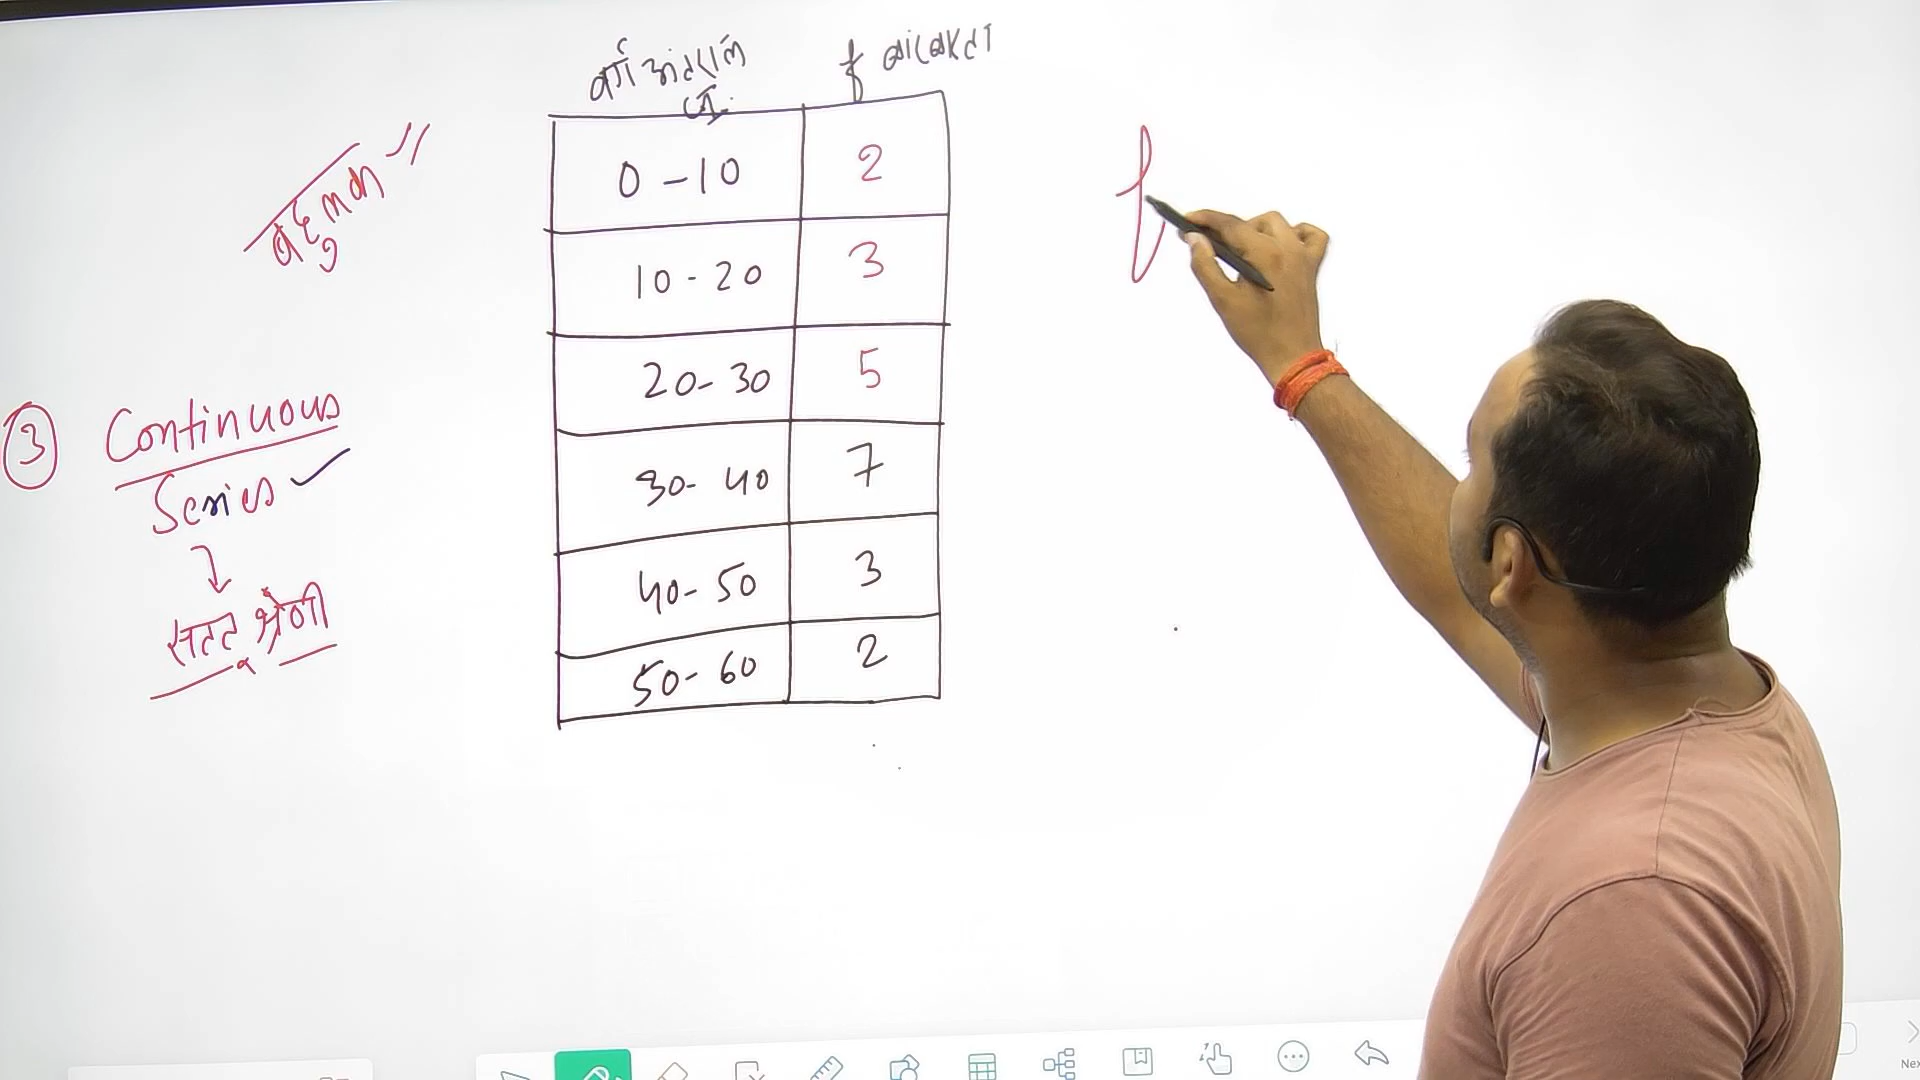 वर्ग अंतराल f बारंबारता
C.I.
बहुलक
0 - 10 2
10 - 20 3
20 - 30 5
30 - 40 7
40 - 50 3
50 - 60 2
3 Continuous
Series
सतत् श्रेणी
f